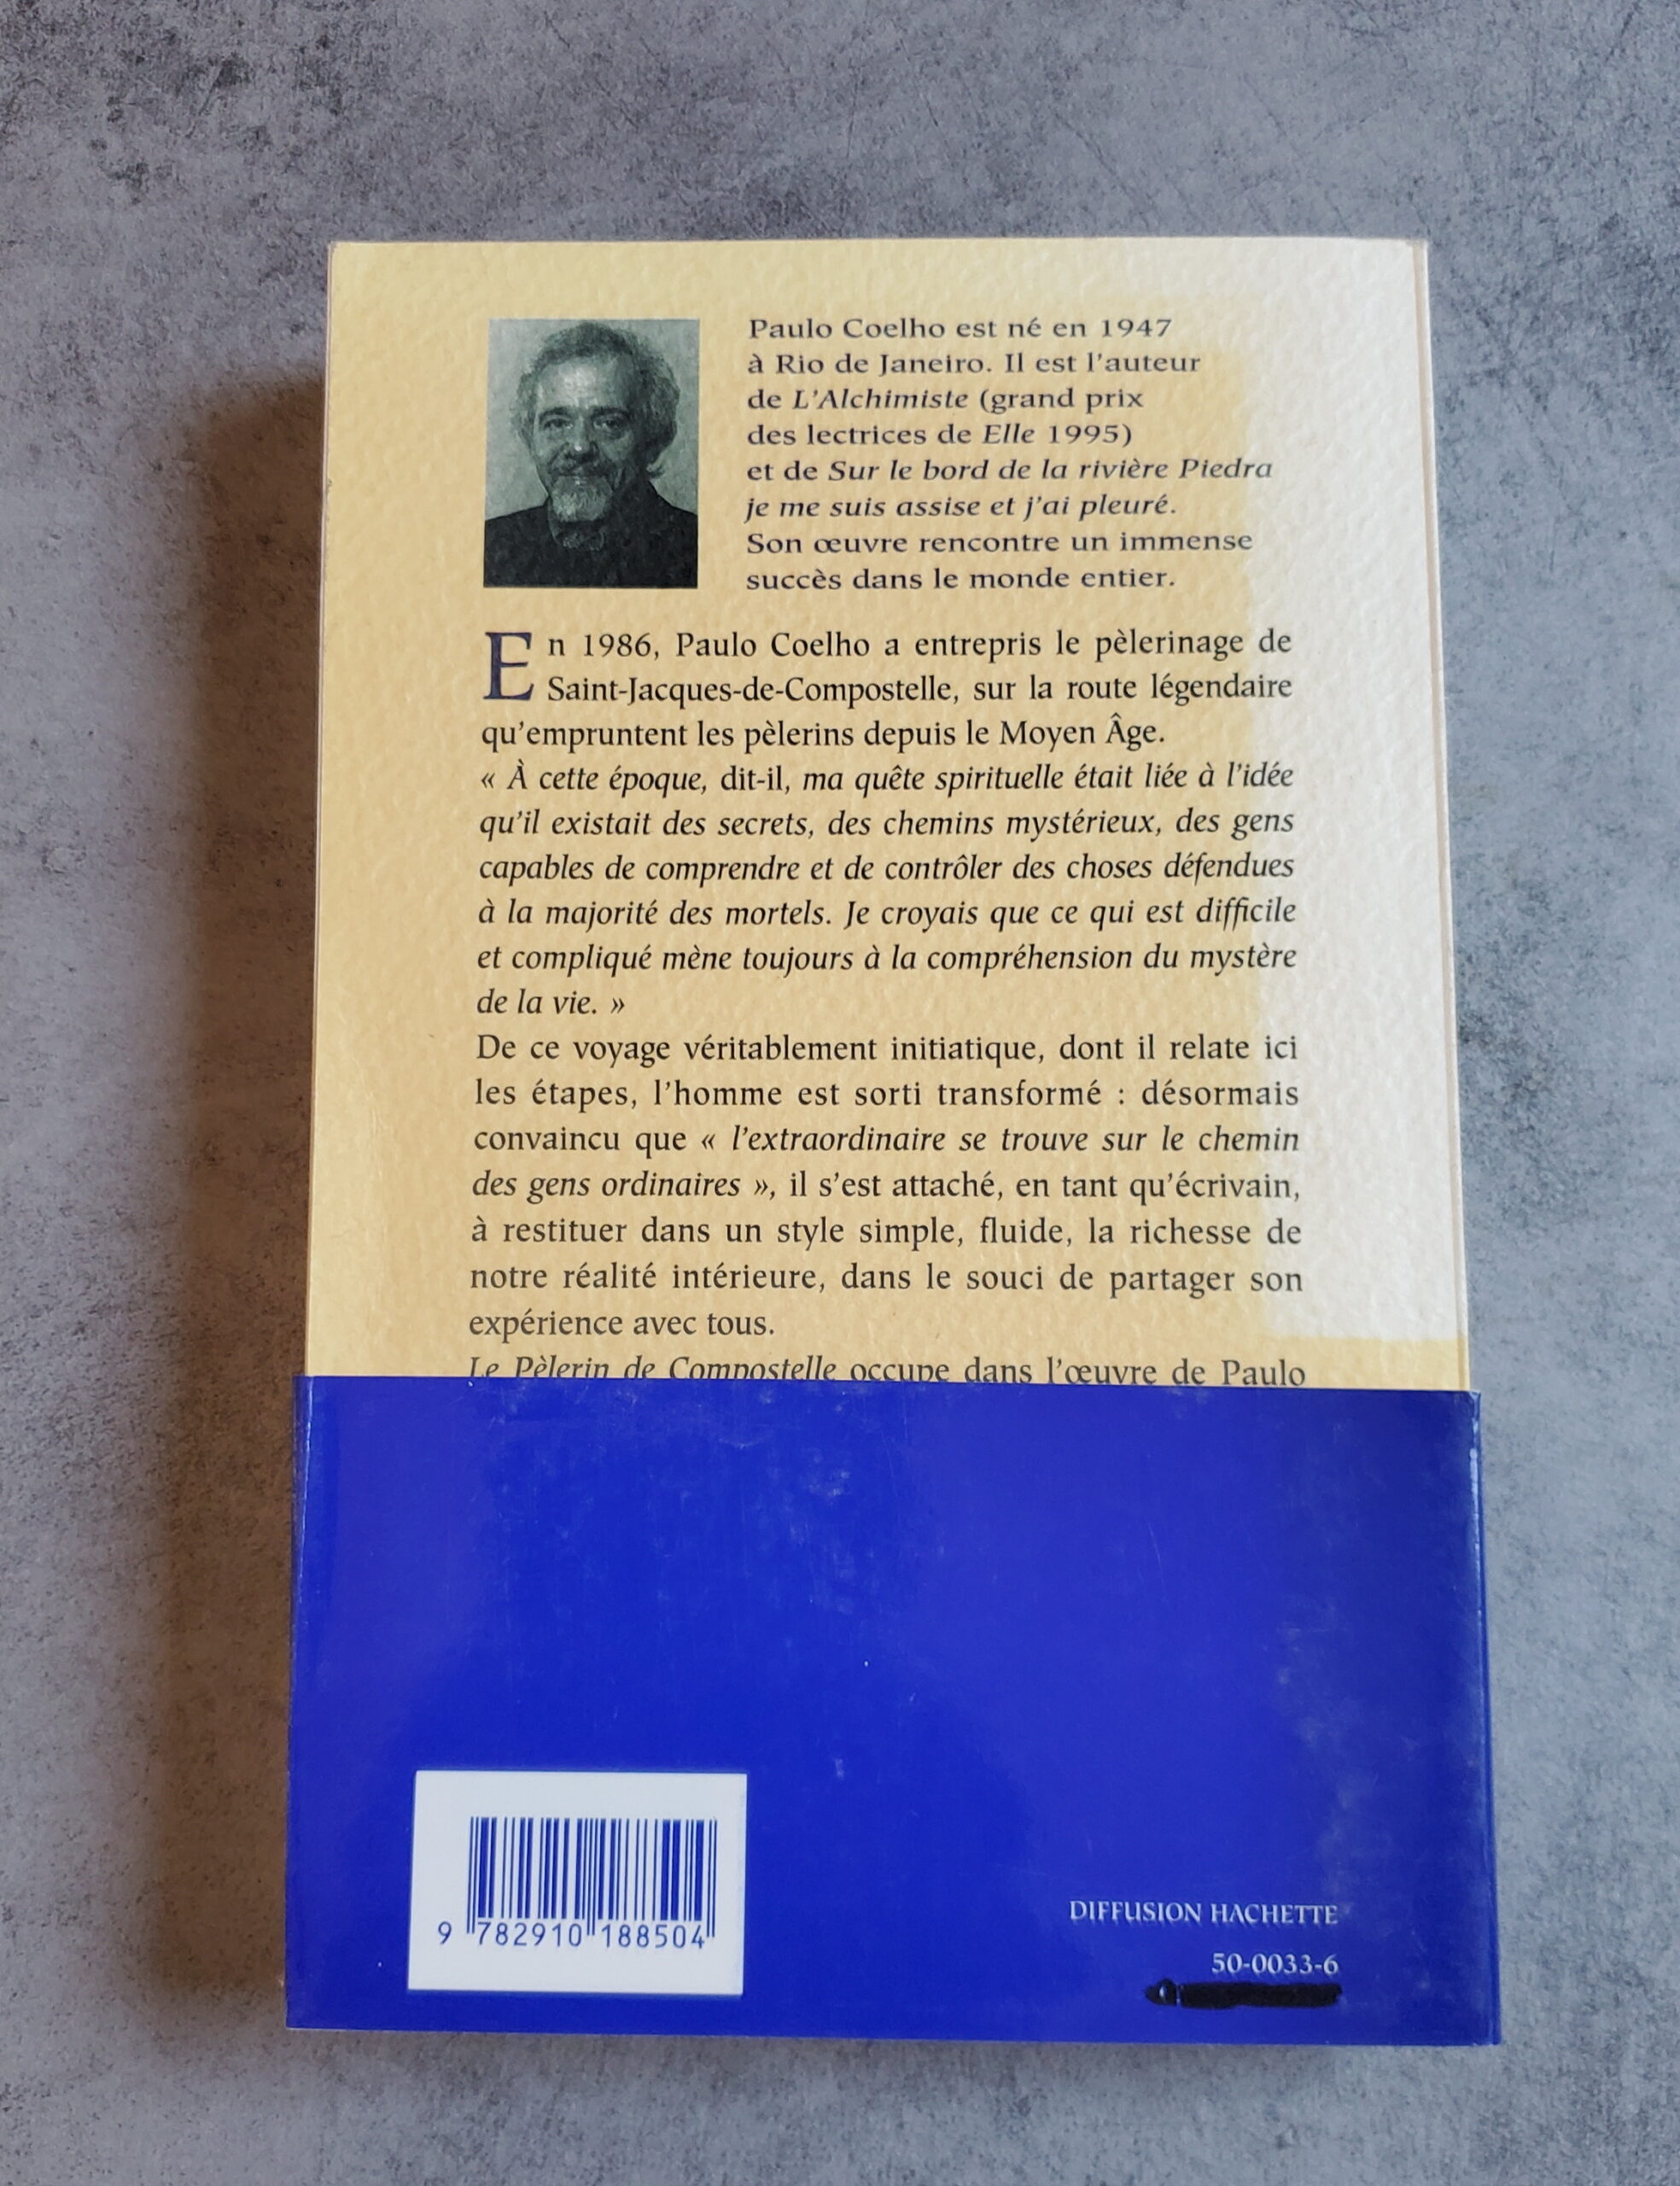 Paulo Coelho est né en 1947
à Rio de Janeiro. Il est l'auteur
de L'Alchimiste (grand prix
des lectrices de Elle 1995)
et de Sur le bord de la rivière Piedra
je me suis assise et j'ai pleuré.
Son œuvre rencontre un immense
succès dans le monde entier.
En 1986, Paulo Coelho a entrepris le pèlerinage de
Saint-Jacques-de-Compostelle, sur la route légendaire
qu'empruntent les pèlerins depuis le Moyen Âge.
« À cette époque, dit-il, ma quête spirituelle était liée à l'idée
qu'il existait des secrets, des chemins mystérieux, des gens
capables de comprendre et de contrôler des choses défendues
à la majorité des mortels. Je croyais que ce qui est difficile
et compliqué mène toujours à la compréhension du mystère
de la vie. »
De ce voyage véritablement initiatique, dont il relate ici
les étapes, l'homme est sorti transformé : désormais
convaincu que « l'extraordinaire se trouve sur le chemin
des gens ordinaires », il s'est attaché, en tant qu'écrivain,
à restituer dans un style simple, fluide, la richesse de
notre réalité intérieure, dans le souci de partager son
expérience avec tous.
Le Pèlerin de Compostelle occupe dans l'œuvre de Paulo
9 782910 188504
DIFFUSION HACHETTE
50-0033-6